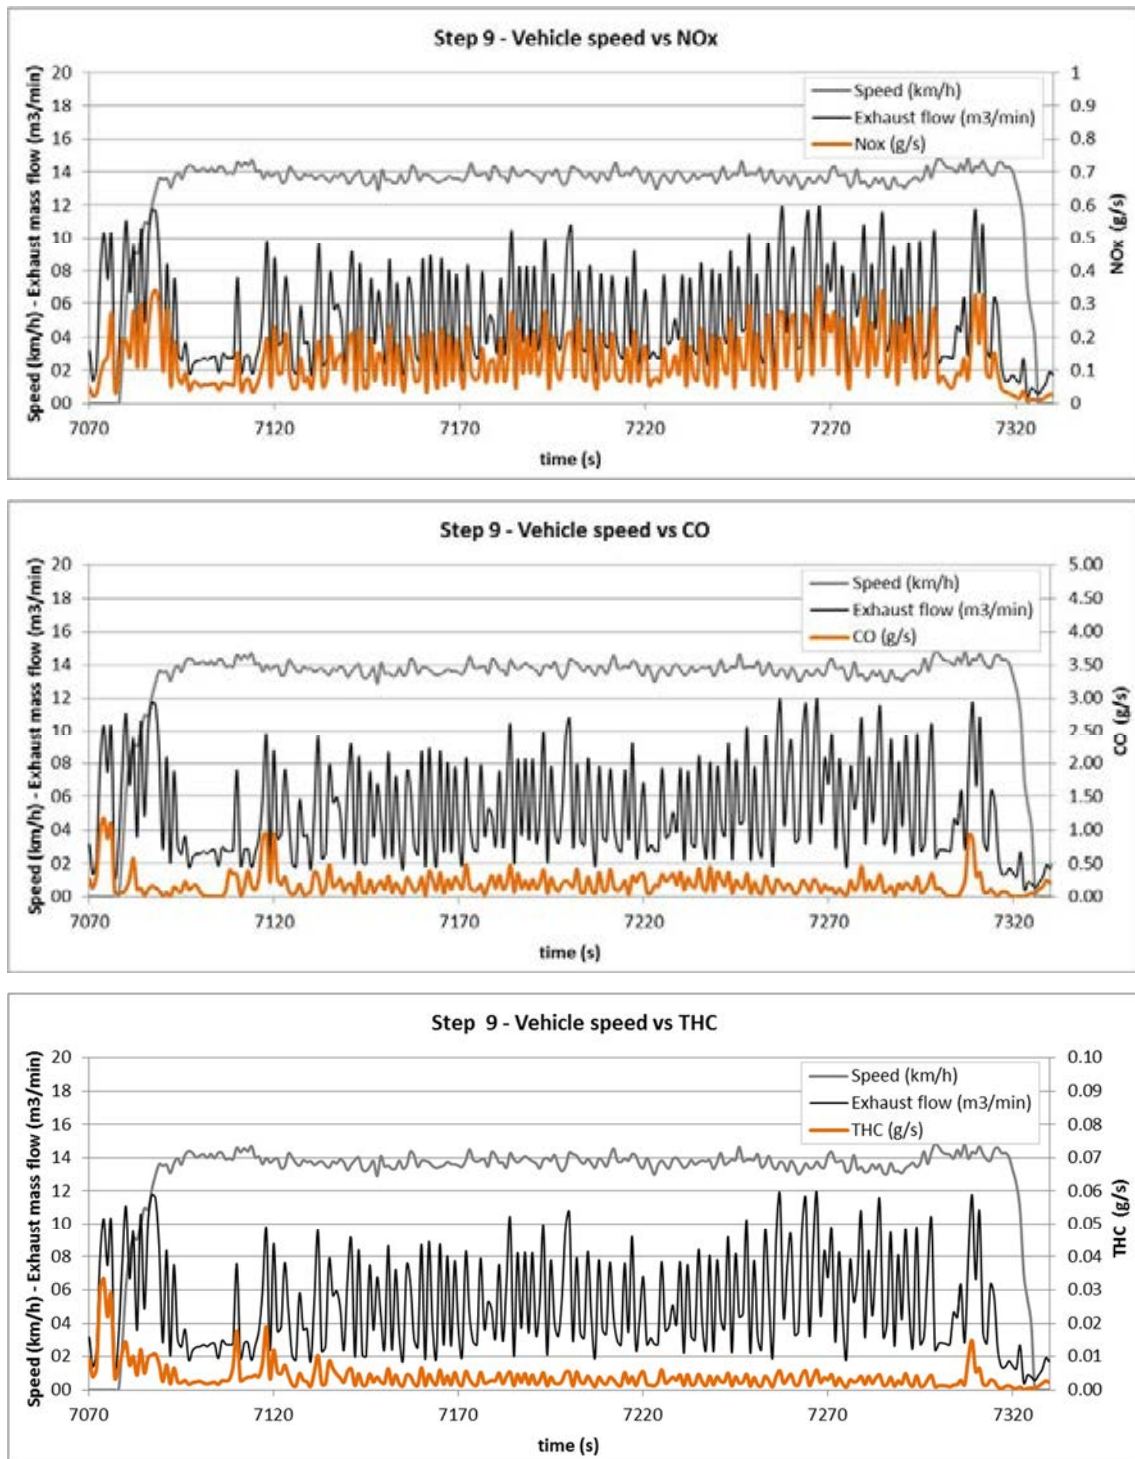 Step 9 - Vehicle speed vs NOx
Speed (km/h) - Exhaust mass flow (m3/min)
20
18
16
14
12
10
08
06
04
02
00
Speed (km/h)
Exhaust flow (m3/min)
Nox (g/s)
1
0.9
0.8
0.7
0.6
0.5
0.4
0.3
0.2
0.1
0
NOx (g/s)
7070 7120 7170 7220 7270 7320
time (s)
Step 9 - Vehicle speed vs CO
Speed (km/h) - Exhaust mass flow (m3/min)
20
18
16
14
12
10
08
06
04
02
00
Speed (km/h)
Exhaust flow (m3/min)
CO (g/s)
5.00
4.50
4.00
3.50
3.00
2.50
2.00
1.50
1.00
0.50
0.00
CO (g/s)
7070 7120 7170 7220 7270 7320
time (s)
Step 9 - Vehicle speed vs THC
Speed (km/h) - Exhaust mass flow (m3/min)
20
18
16
14
12
10
08
06
04
02
00
Speed (km/h)
Exhaust flow (m3/min)
THC (g/s)
0.10
0.09
0.08
0.07
0.06
0.05
0.04
0.03
0.02
0.01
0.00
THC (g/s)
7070 7120 7170 7220 7270 7320
time (s)